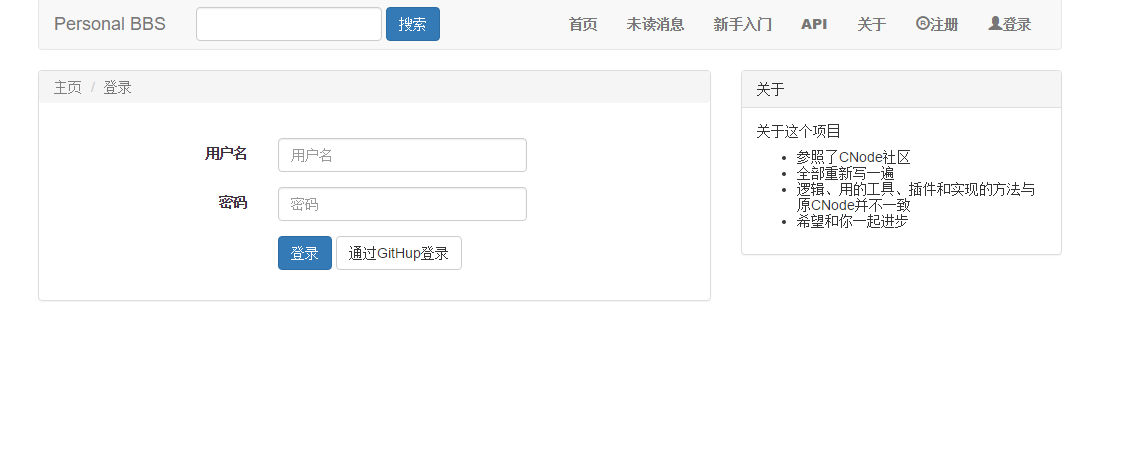 Personal BBS 搜索 首页 未读消息 新手入门 API 关于 ®注册 登录
主页 / 登录
用户名 用户名
密码 密码
登录 通过GitHup登录
关于
关于这个项目
• 参照了CNode社区
• 全部重新写一遍
• 逻辑、用的工具、插件和实现的方法与
原CNode并不一致
• 希望和你一起进步